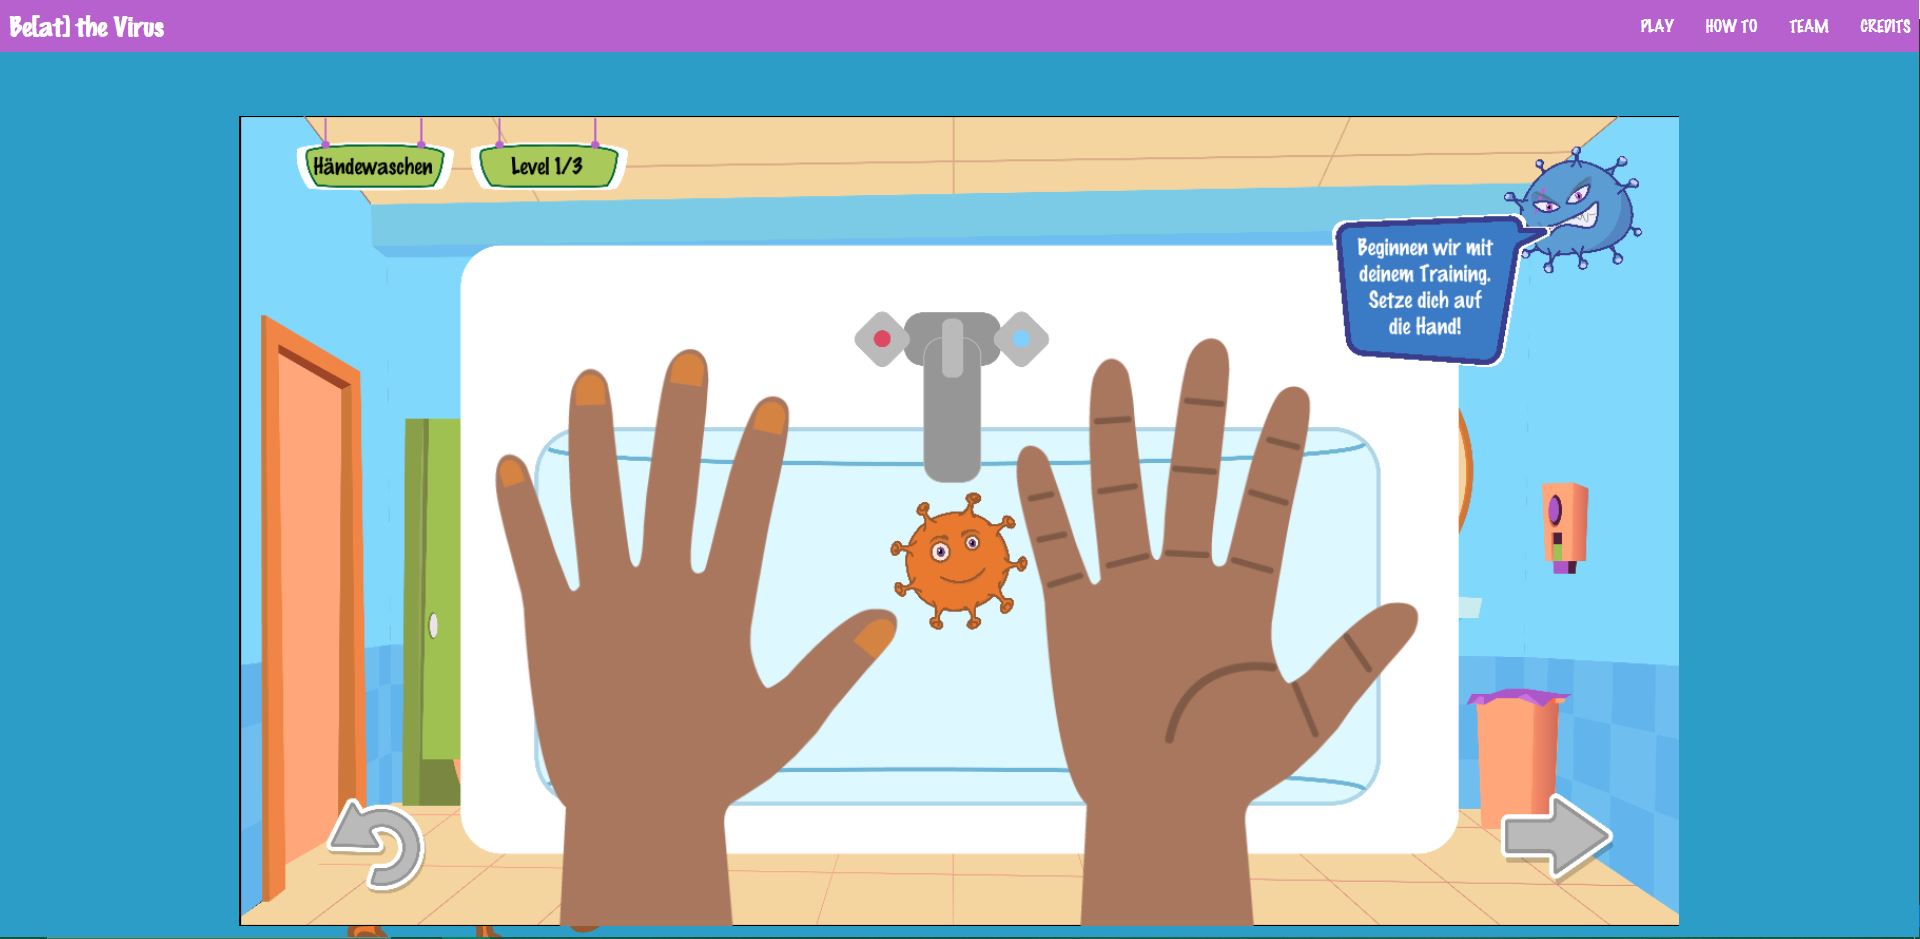 Be[at] the Virus
PLAY HOW TO TEAM CREDITS
Händewaschen
Level 1/3
Beginnen wir mit
deinem Training.
Setze dich auf
die Hand!